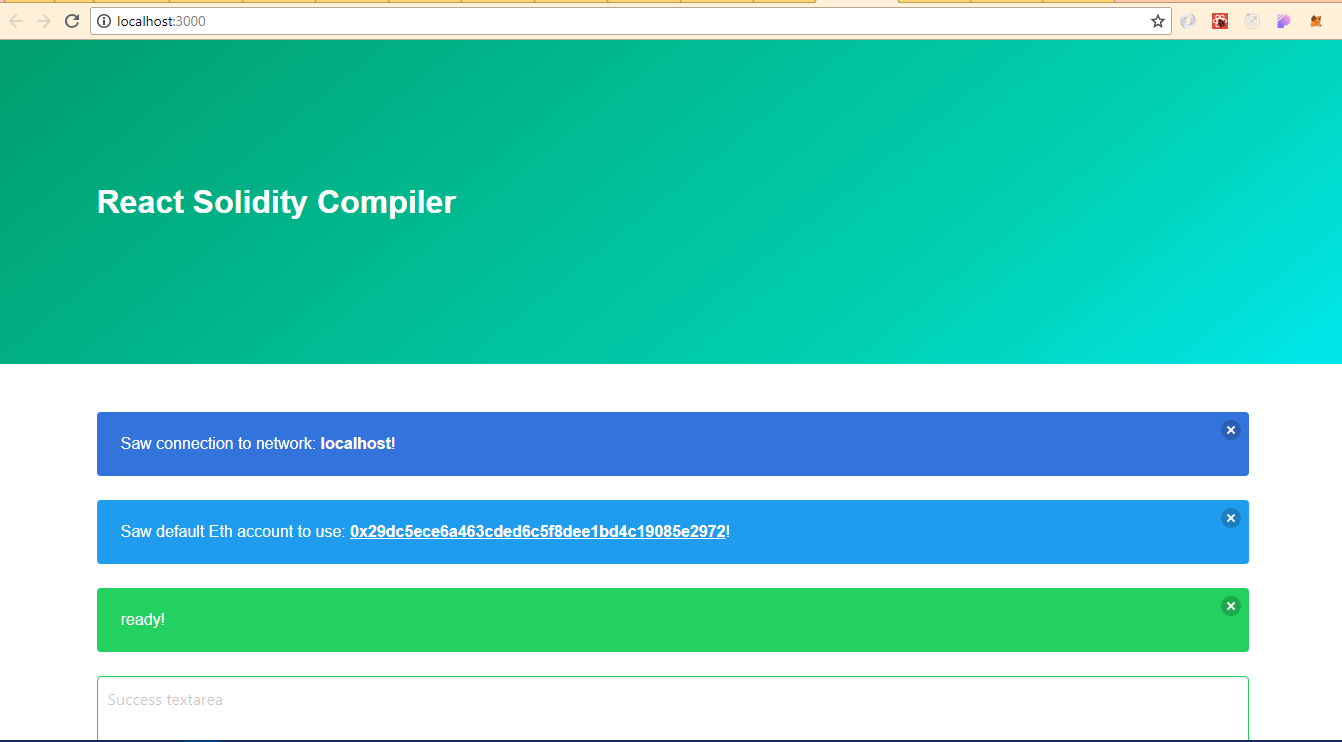 localhost:3000
React Solidity Compiler
Saw connection to network: localhost!
Saw default Eth account to use: 0x29dc5ece6a463cded6c5f8dee1bd4c19085e2972!
ready!
Success textarea